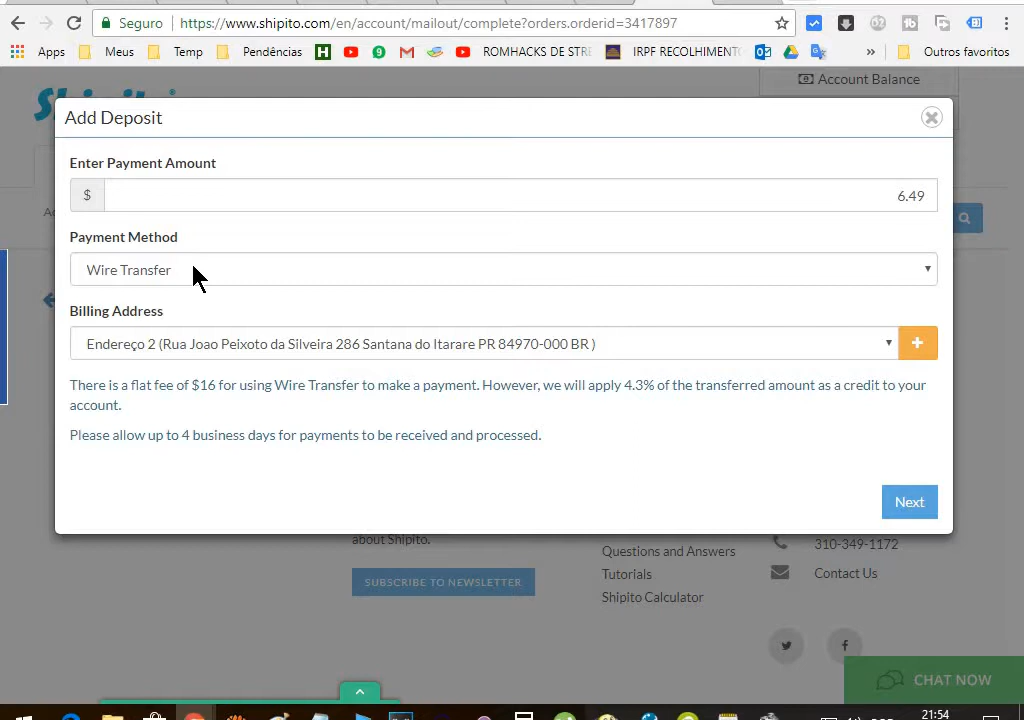 Seguro
https://www.shipito.com/en/account/mailout/complete?orders.orderid=3417897
Apps
Meus
Temp
Pendências
H
ROMHACKS DE STRE
IRPF RECOLHIMENTO
»
Outros favoritos
Account Balance
Shipito
Add Deposit
Enter Payment Amount
$ 6.49
Payment Method
Wire Transfer
Billing Address
Endereço 2 (Rua Joao Peixoto da Silveira 286 Santana do Itarare PR 84970-000 BR )
+
There is a flat fee of $16 for using Wire Transfer to make a payment. However, we will apply 4.3% of the transferred amount as a credit to your
account.
Please allow up to 4 business days for payments to be received and processed.
Next
about Shipito.
SUBSCRIBE TO NEWSLETTER
Questions and Answers
Tutorials
Shipito Calculator
310-349-1172
Contact Us
CHAT NOW
21:54